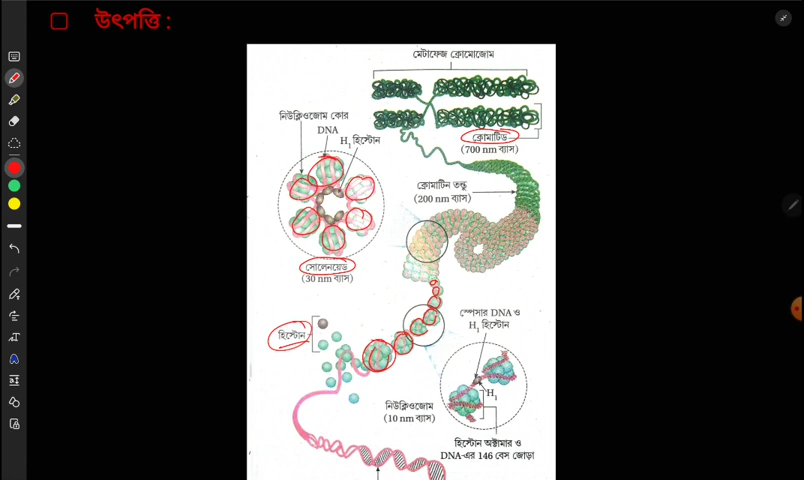 উৎপত্তি :
মেটাফেজ ক্রোমোজোম
নিউক্লিওজোম কোর
DNA
H₁ হিস্টোন
ক্রোমাটিড
(700 nm ব্যাস)
ক্রোমাটিন তন্তু
(200 nm ব্যাস)
সোলেনয়েড
(30 nm ব্যাস)
স্পেসার DNA ও
H₁ হিস্টোন
হিস্টোন
H₁
নিউক্লিওজোম
(10 nm ব্যাস)
হিস্টোন অক্টামার ও
DNA-এর 146 বেস জোড়া